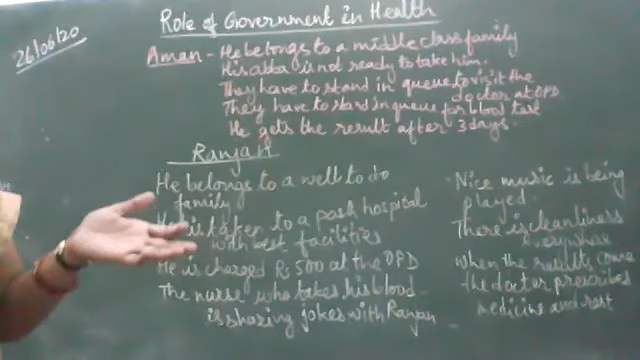 26/06/20
Role of Government in Health
Aman - He belongs to a middle class family
His abba is not ready to take him.
They have to stand in queue to visit the
doctor at OPD
They have to stand in queue for blood test
He gets the result after 3 days.
Ranjan
He belongs to a well to do
family
He is taken to a posh hospital
with best facilities
He is charged Rs 500 at the OPD
The nurse who takes his blood
is sharing jokes with Ranjan
- Nice music is being
played.
There is cleanliness
everywhere
when the results come
the doctor prescribes
medicine and rest